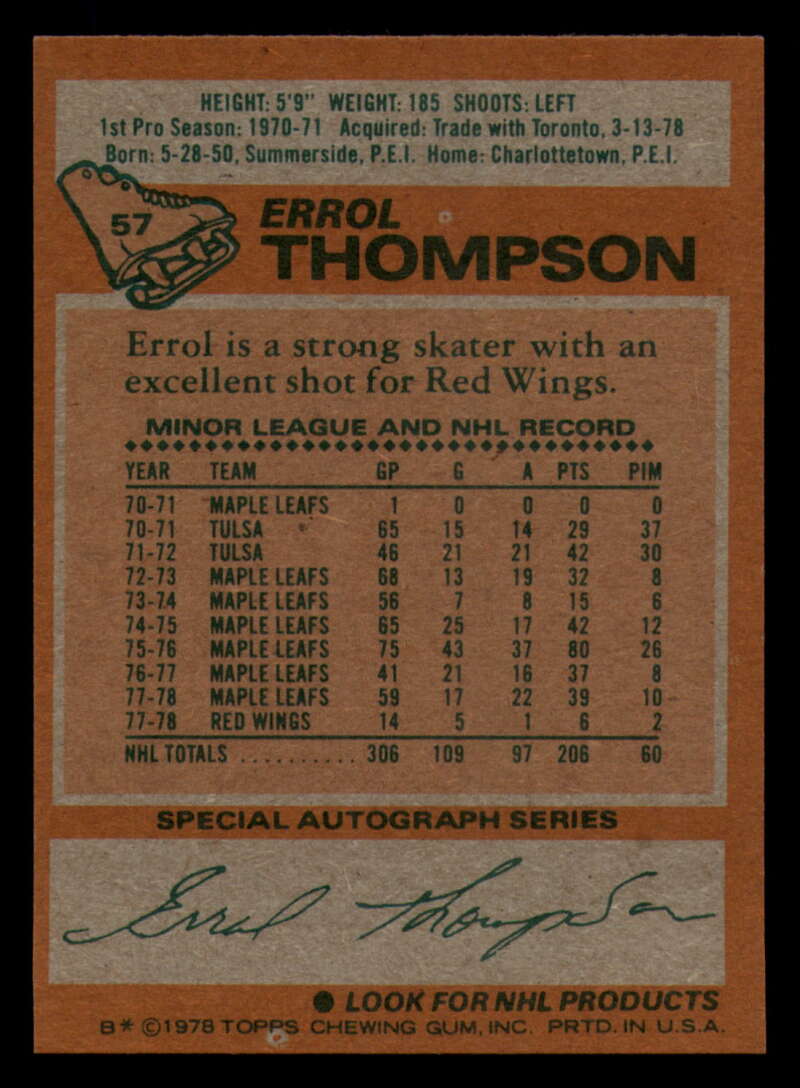 HEIGHT: 5'9" WEIGHT: 185 SHOOTS: LEFT
1st Pro Season: 1970-71 Acquired: Trade with Toronto, 3-13-78
Born: 5-28-50, Summerside, P.E.I. Home: Charlottetown, P.E.I.
57
ERROL
THOMPSON
Errol is a strong skater with an
excellent shot for Red Wings.
MINOR LEAGUE AND NHL RECORD
YEAR TEAM GP G A PTS PIM
70-71 MAPLE LEAFS 1 0 0 0 0
70-71 TULSA 65 15 14 29 37
71-72 TULSA 46 21 21 42 30
72-73 MAPLE LEAFS 68 13 19 32 8
73-74 MAPLE LEAFS 56 7 8 15 6
74-75 MAPLE LEAFS 65 25 17 42 12
75-76 MAPLE LEAFS 75 43 37 80 26
76-77 MAPLE LEAFS 41 21 16 37 8
77-78 MAPLE LEAFS 59 17 22 39 10
77-78 RED WINGS 14 5 1 6 2
NHL TOTALS .......... 306 109 97 206 60
SPECIAL AUTOGRAPH SERIES
Errol Thompson
● LOOK FOR NHL PRODUCTS
B* ©1978 TOPPS CHEWING GUM, INC. PRTD. IN U.S.A.